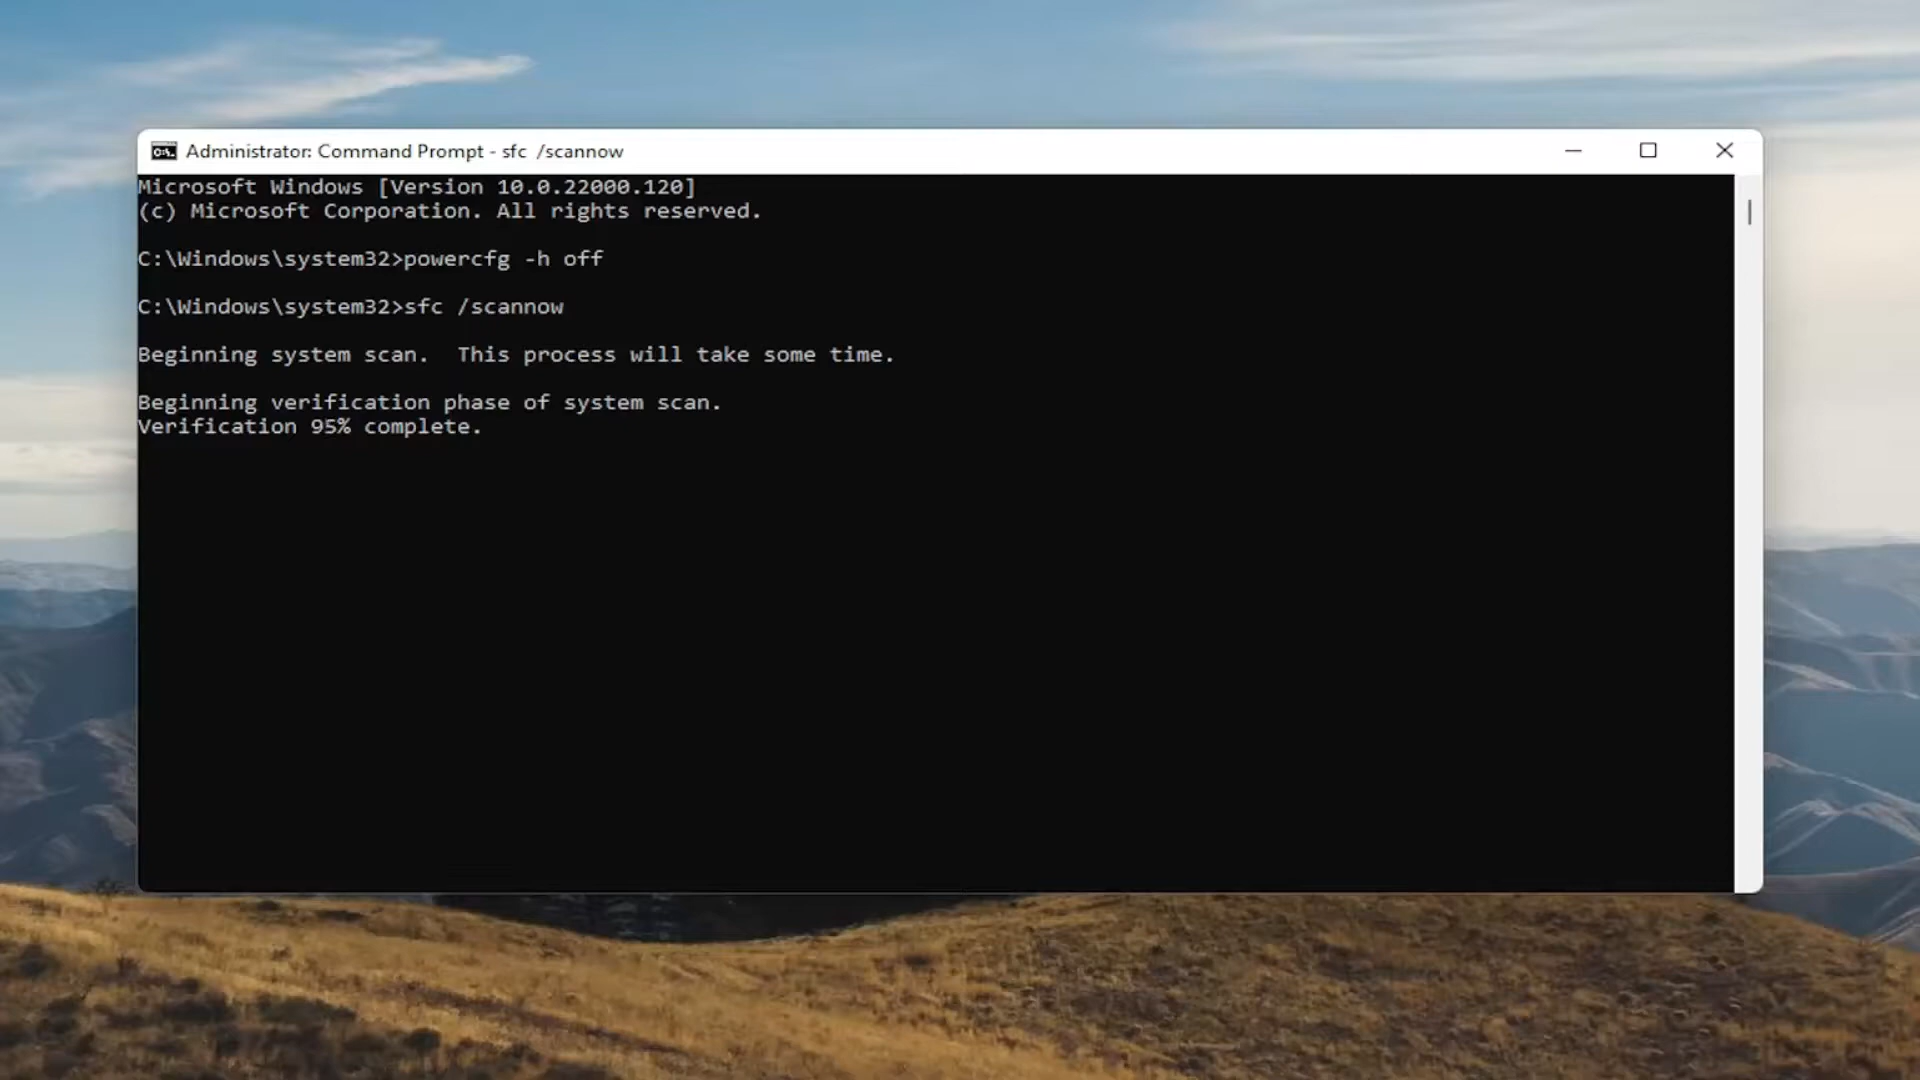 Administrator: Command Prompt - sfc  /scannow
Microsoft Windows [Version 10.0.22000.120]
(c) Microsoft Corporation. All rights reserved.
C:\Windows\system32>powercfg -h off
C:\Windows\system32>sfc /scannow
Beginning system scan.  This process will take some time.
Beginning verification phase of system scan.
Verification 95% complete.